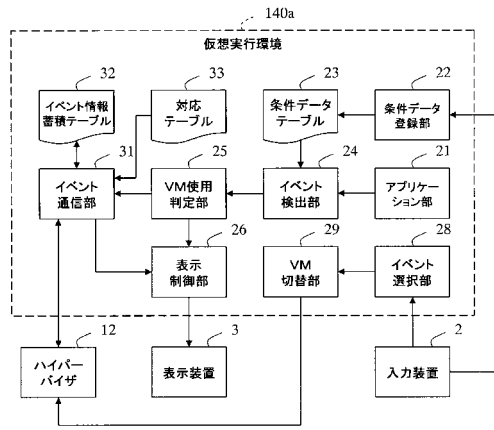 140a
仮想実行環境
32
33
23
22
イベント情報
蓄積テーブル
対応
テーブル
条件データ
テーブル
条件データ
登録部
31
25
24
21
イベント
通信部
VM使用
判定部
イベント
検出部
アプリケー
ション部
26
29
28
表示
制御部
VM
切替部
イベント
選択部
12
3
2
ハイパー
バイザ
表示装置
入力装置